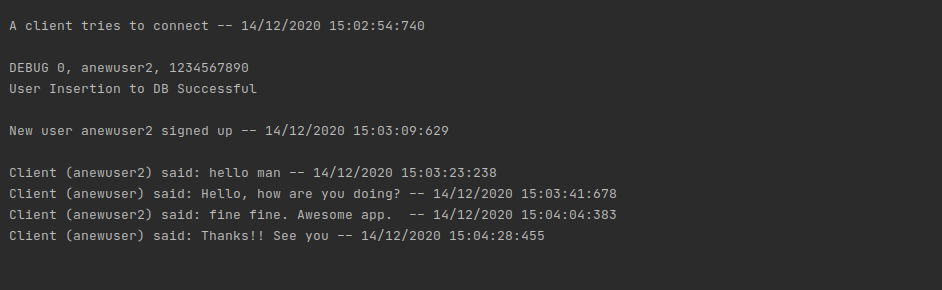 A client tries to connect -- 14/12/2020 15:02:54:740
DEBUG 0, anewuser2, 1234567890
User Insertion to DB Successful
New user anewuser2 signed up -- 14/12/2020 15:03:09:629
Client (anewuser2) said: hello man -- 14/12/2020 15:03:23:238
Client (anewuser) said: Hello, how are you doing? -- 14/12/2020 15:03:41:678
Client (anewuser2) said: fine fine. Awesome app.  -- 14/12/2020 15:04:04:383
Client (anewuser) said: Thanks!! See you -- 14/12/2020 15:04:28:455